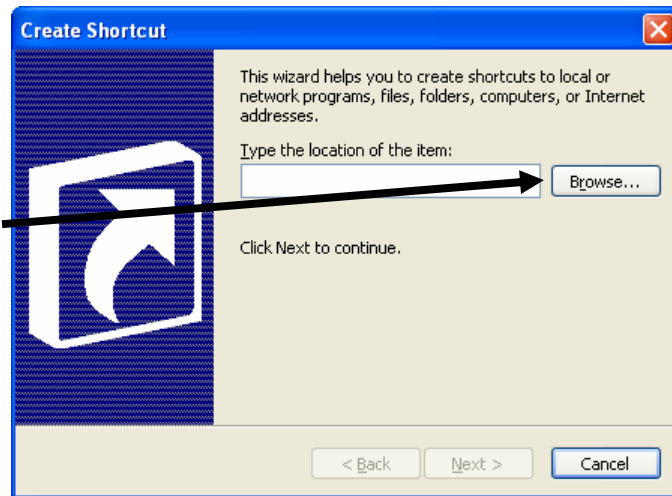 Create Shortcut
This wizard helps you to create shortcuts to local or
network programs, files, folders, computers, or Internet
addresses.
Type the location of the item:
Browse...
Click Next to continue.
< Back
Next >
Cancel